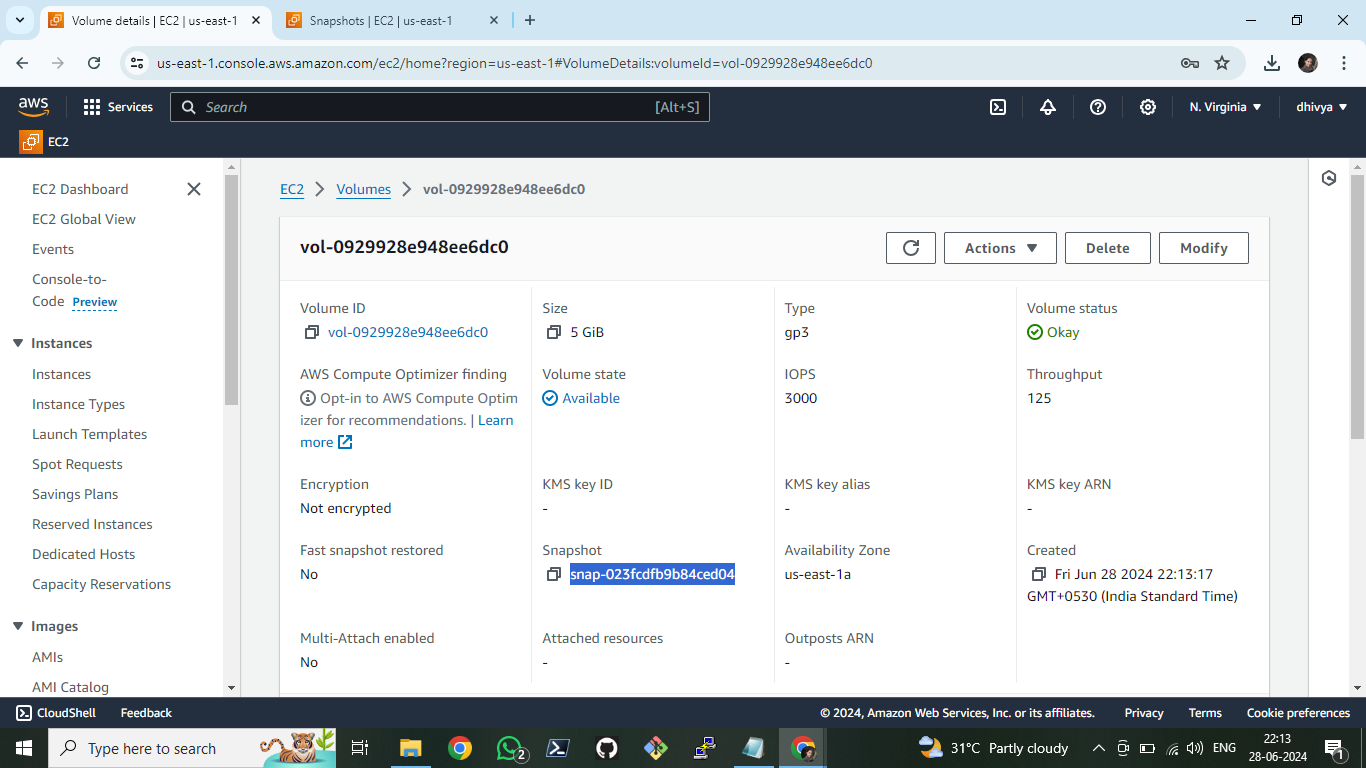 Volume details | EC2 | us-east-1
Snapshots | EC2 | us-east-1
us-east-1.console.aws.amazon.com/ec2/home?region=us-east-1#VolumeDetails:volumeId=vol-0929928e948ee6dc0
aws
Services
Search
[Alt+S]
N. Virginia
dhivya
EC2
EC2 Dashboard
EC2 Global View
Events
Console-to-
Code Preview
Instances
Instances
Instance Types
Launch Templates
Spot Requests
Savings Plans
Reserved Instances
Dedicated Hosts
Capacity Reservations
Images
AMIs
AMI Catalog
EC2
Volumes
vol-0929928e948ee6dc0
vol-0929928e948ee6dc0
Actions
Delete
Modify
Volume ID
vol-0929928e948ee6dc0
Size
5 GiB
Type
gp3
Volume status
Okay
AWS Compute Optimizer finding
Opt-in to AWS Compute Optim
izer for recommendations. | Learn
more
Volume state
Available
IOPS
3000
Throughput
125
Encryption
Not encrypted
KMS key ID
-
KMS key alias
-
KMS key ARN
-
Fast snapshot restored
No
Snapshot
snap-023fcdfb9b84ced04
Availability Zone
us-east-1a
Created
Fri Jun 28 2024 22:13:17
GMT+0530 (India Standard Time)
Multi-Attach enabled
No
Attached resources
-
Outposts ARN
-
CloudShell
Feedback
© 2024, Amazon Web Services, Inc. or its affiliates.
Privacy
Terms
Cookie preferences
Type here to search
2
31°C Partly cloudy
ENG
22:13
28-06-2024
1